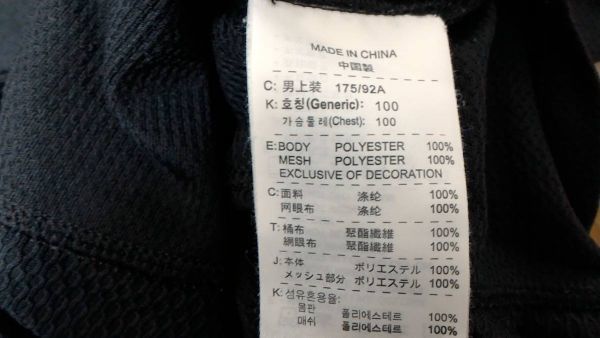 MADE IN CHINA
中国製
C: 男上装 175/92A
K: 호칭(Generic): 100
가슴둘레(Chest): 100
E: BODY POLYESTER 100%
MESH POLYESTER 100%
EXCLUSIVE OF DECORATION
C: 面料 涤纶 100%
网眼布 涤纶 100%
T: 桶布 聚酯纖維 100%
網眼布 聚酯纖維 100%
J: 本体 ポリエステル 100%
メッシュ部分 ポリエステル 100%
K: 섬유혼용율:
몸판 폴리에스테르 100%
매쉬 폴리에스테르 100%